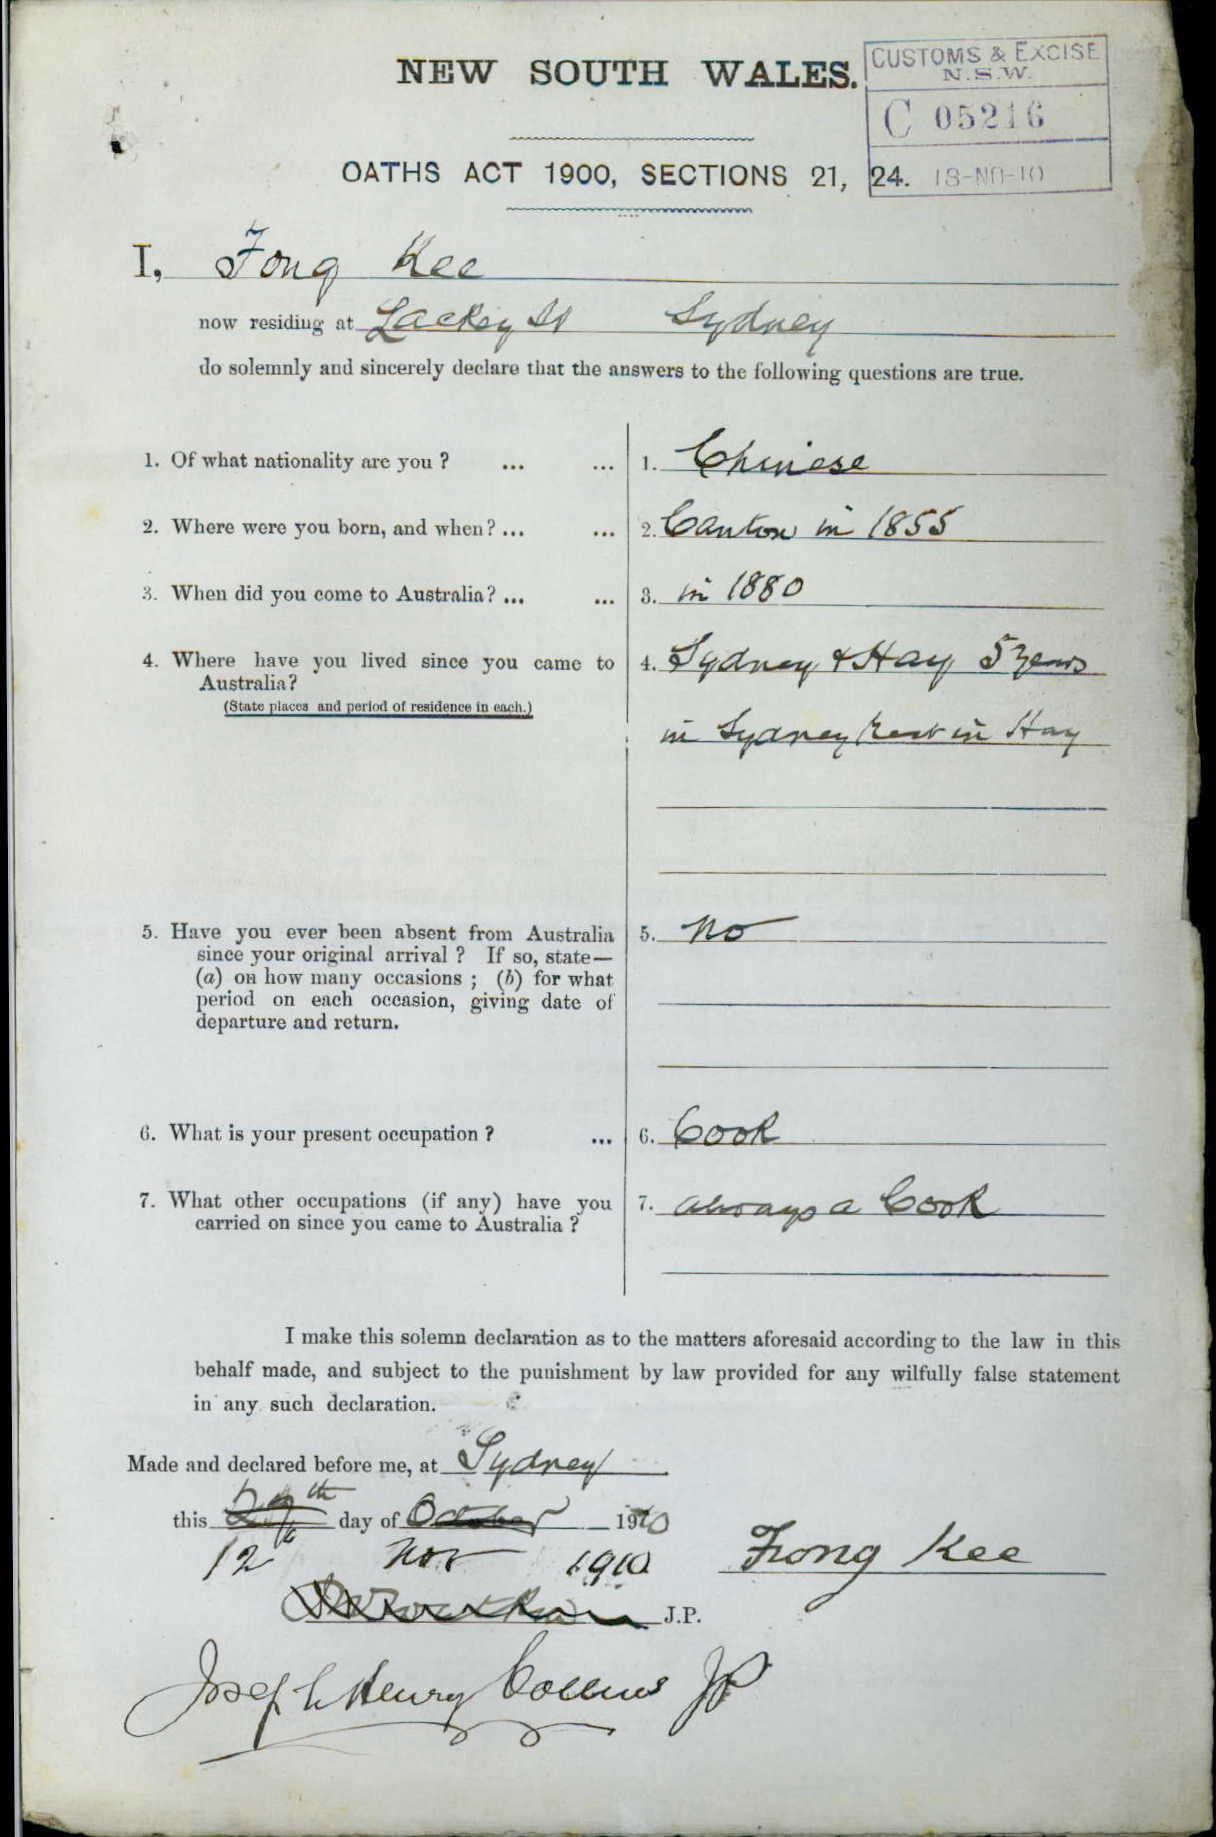 NEW SOUTH WALES.
CUSTOMS & EXCISE
N.S.W.
C 05216
18-NO-10
OATHS ACT 1900, SECTIONS 21, 24.
I, Fong Kee
now residing at Lackey St Sydney
do solemnly and sincerely declare that the answers to the following questions are true.
1. Of what nationality are you ? ... ... 1. Chinese
2. Where were you born, and when? ... ... 2. Canton in 1855
3. When did you come to Australia? ... ... 3. in 1880
4. Where have you lived since you came to 4. Sydney & Hay 5 years
Australia?
(State places and period of residence in each.)
in Sydney Rest in Hay
5. Have you ever been absent from Australia 5. No
since your original arrival ? If so, state—
(a) on how many occasions ; (b) for what
period on each occasion, giving date of
departure and return.
6. What is your present occupation ? ... 6. Cook
7. What other occupations (if any) have you 7. always a Cook
carried on since you came to Australia ?
I make this solemn declaration as to the matters aforesaid according to the law in this
behalf made, and subject to the punishment by law provided for any wilfully false statement
in any such declaration.
Made and declared before me, at Sydney
this 29th day of October 1910
12th Nov 1910 Fong Kee
J.P.
Joseph Henry Collins JP